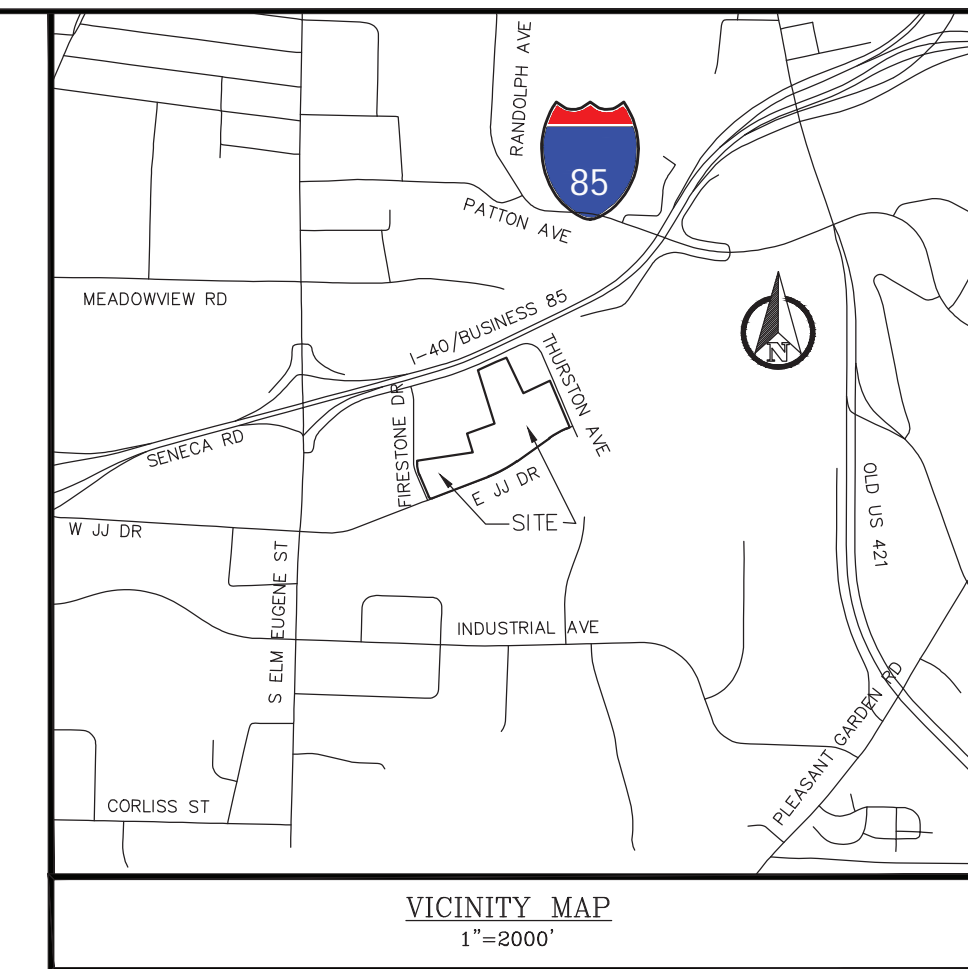 RANDOLPH AVE
85
PATTON AVE
MEADOWVIEW RD
I-40/BUSINESS 85
N
THURSTON AVE
FIRESTONE DR
SENECA RD
E JJ DR
OLD US 421
SITE
W JJ DR
S ELM EUGENE ST
INDUSTRIAL AVE
PLEASANT GARDEN RD
CORLISS ST
VICINITY MAP
1"=2000'